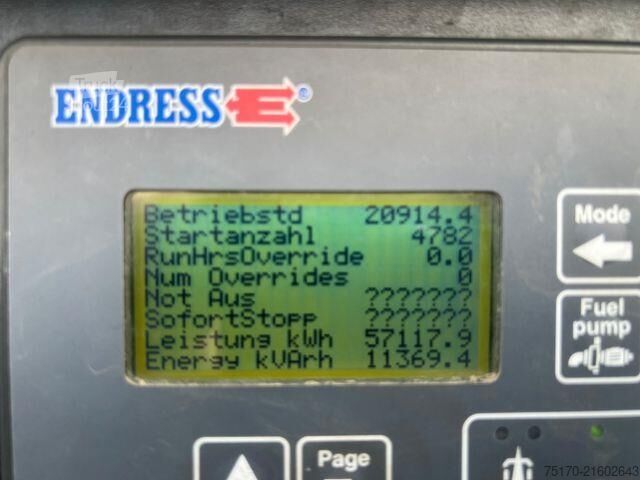 Truck
ENDRESS E ®
Betriebstd 20914.4
Startanzahl 4782
RunHrsOverride 0.0
Num Overrides 0
Not Aus ???????
SofortStopp ???????
Leistung kWh 57117.9
Energy kVArh 11369.4
Mode
Fuel
pump
Page
75170-21602643